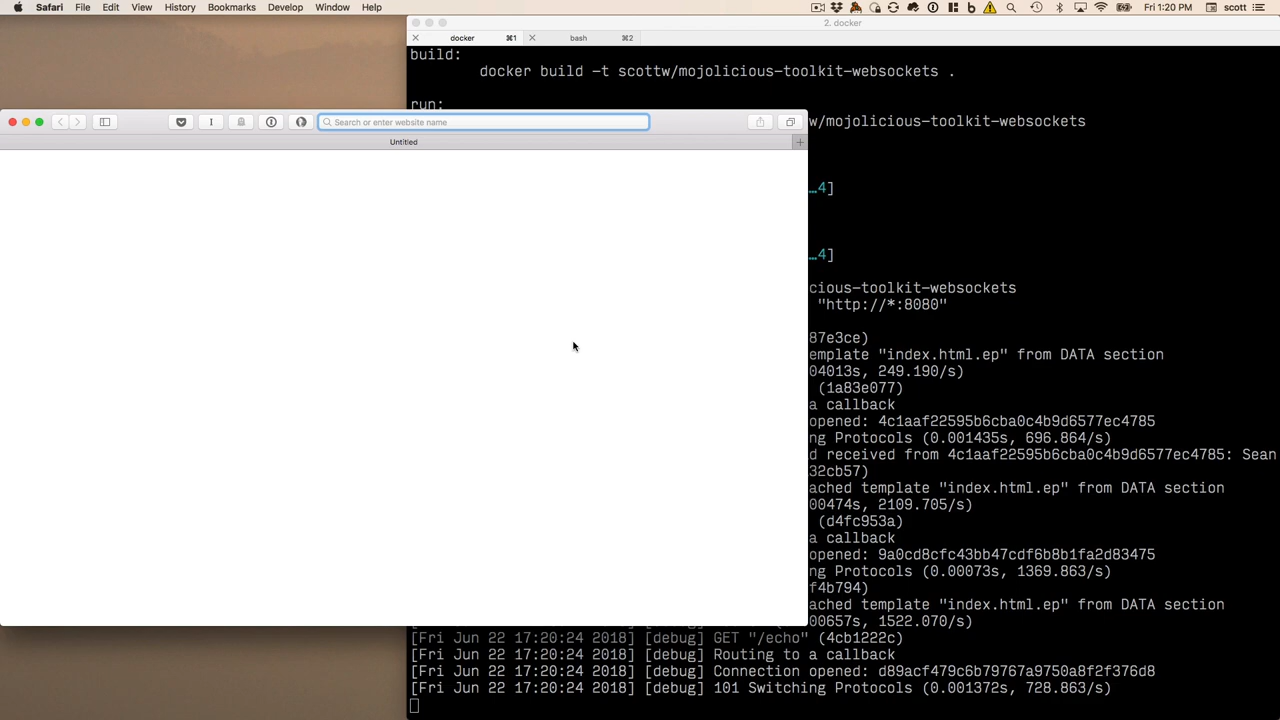 Safari File Edit View History Bookmarks Develop Window Help
Fri 1:20 PM scott
2. docker
docker ⌘1 bash ⌘2
build:
docker build -t scottw/mojolicious-toolkit-websockets .
run:
Search or enter website name
w/mojolicious-toolkit-websockets
Untitled
…4]
…4]
cious-toolkit-websockets
"http://*:8080"
87e3ce)
emplate "index.html.ep" from DATA section
04013s, 249.190/s)
(1a83e077)
a callback
opened: 4c1aaf22595b6cba0c4b9d6577ec4785
ng Protocols (0.001435s, 696.864/s)
d received from 4c1aaf22595b6cba0c4b9d6577ec4785: Sean
32cb57)
ached template "index.html.ep" from DATA section
00474s, 2109.705/s)
(d4fc953a)
a callback
opened: 9a0cd8cfc43bb47cdf6b8b1fa2d83475
ng Protocols (0.00073s, 1369.863/s)
f4b794)
ached template "index.html.ep" from DATA section
00657s, 1522.070/s)
[Fri Jun 22 17:20:24 2018] [debug] GET "/echo" (4cb1222c)
[Fri Jun 22 17:20:24 2018] [debug] Routing to a callback
[Fri Jun 22 17:20:24 2018] [debug] Connection opened: d89acf479c6b79767a9750a8f2f376d8
[Fri Jun 22 17:20:24 2018] [debug] 101 Switching Protocols (0.001372s, 728.863/s)